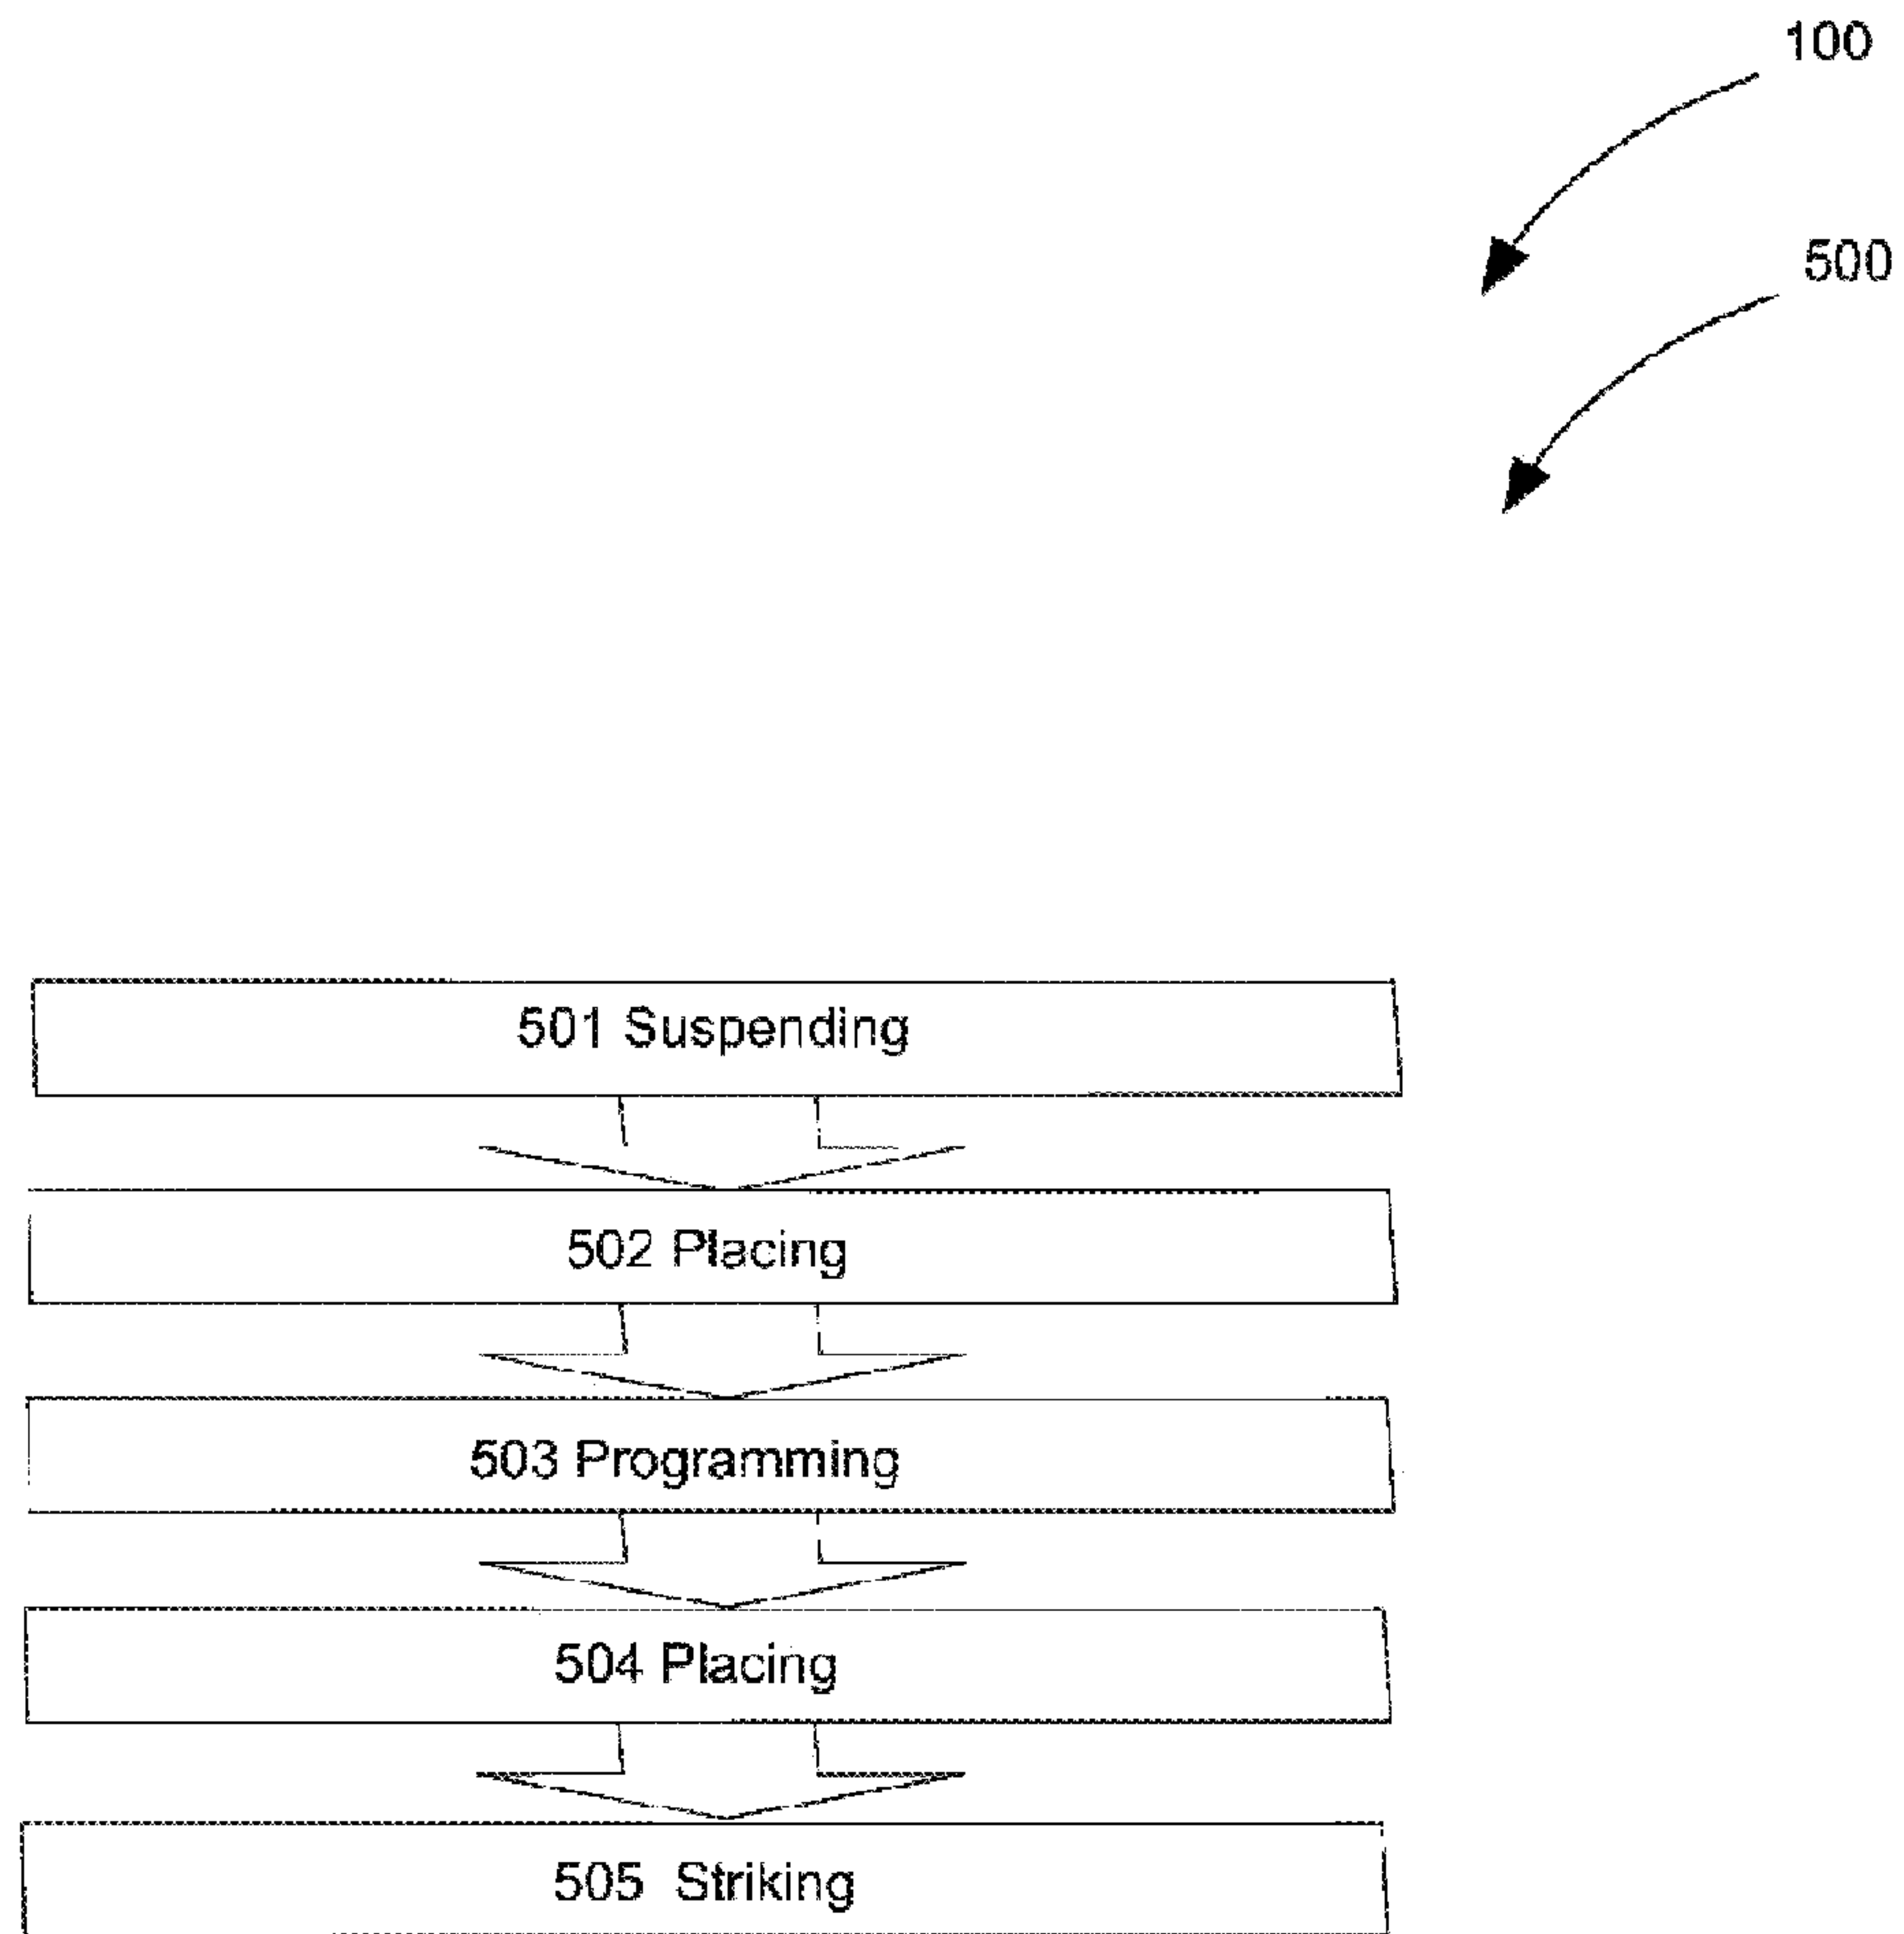 100
500
501 Suspending
502 Placing
503 Programming
504 Placing
505 Striking